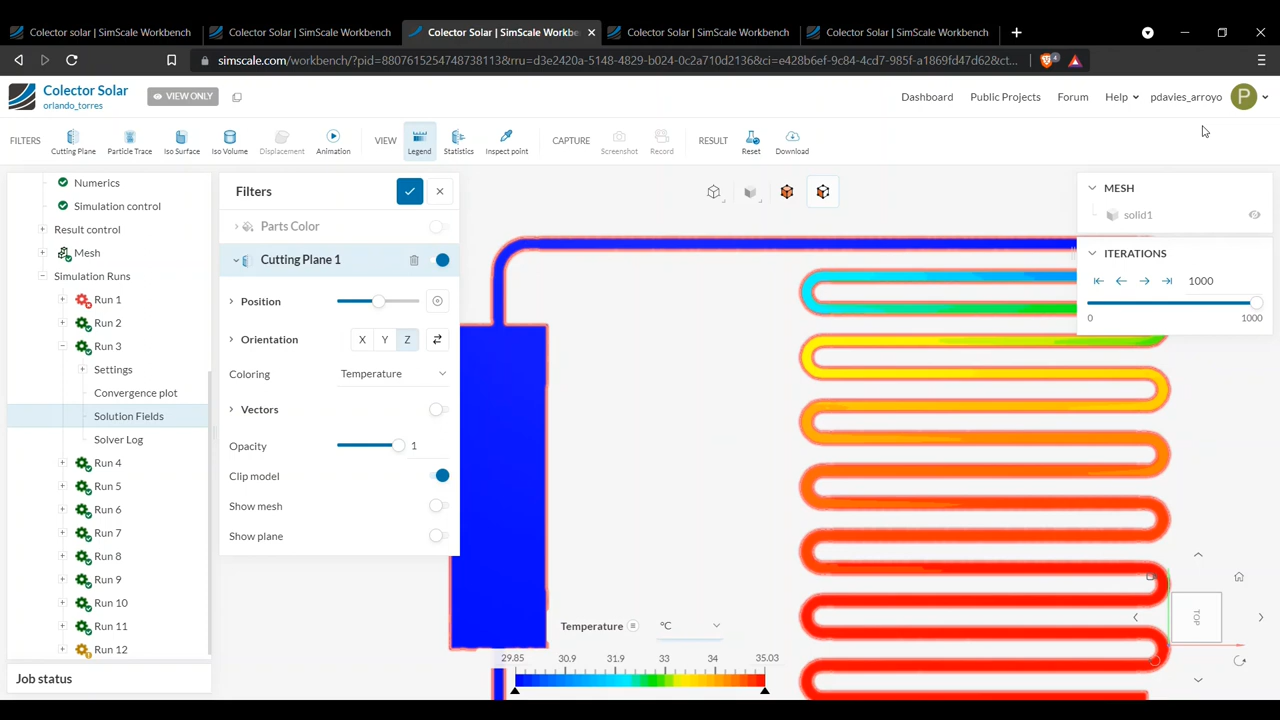 Colector solar | SimScale Workbench
Colector Solar | SimScale Workbench
Colector Solar | SimScale Workbe
Colector Solar | SimScale Workbench
Colector Solar | SimScale Workbench
simscale.com/workbench/?pid=8807615254748738113&rru=d3e2420a-5148-4829-b024-0c2a710d2136&ci=e428b6ef-9c84-4cd7-985f-a1869fd47d62&ct...
4
Colector Solar
VIEW ONLY
orlando_torres
Dashboard
Public Projects
Forum
Help
pdavies_arroyo
P
FILTERS
Cutting Plane
Particle Trace
Iso Surface
Iso Volume
Displacement
Animation
VIEW
Legend
Statistics
Inspect point
CAPTURE
Screenshot
Record
RESULT
Reset
Download
Numerics
Simulation control
Result control
Mesh
Simulation Runs
Run 1
Run 2
Run 3
Settings
Convergence plot
Solution Fields
Solver Log
Run 4
Run 5
Run 6
Run 7
Run 8
Run 9
Run 10
Run 11
Run 12
Job status
Filters
Parts Color
Cutting Plane 1
Position
Orientation
X
Y
Z
Coloring
Temperature
Vectors
Opacity
1
Clip model
Show mesh
Show plane
MESH
solid1
ITERATIONS
1000
0
1000
TOP
Temperature
°C
29.85
30.9
31.9
33
34
35.03